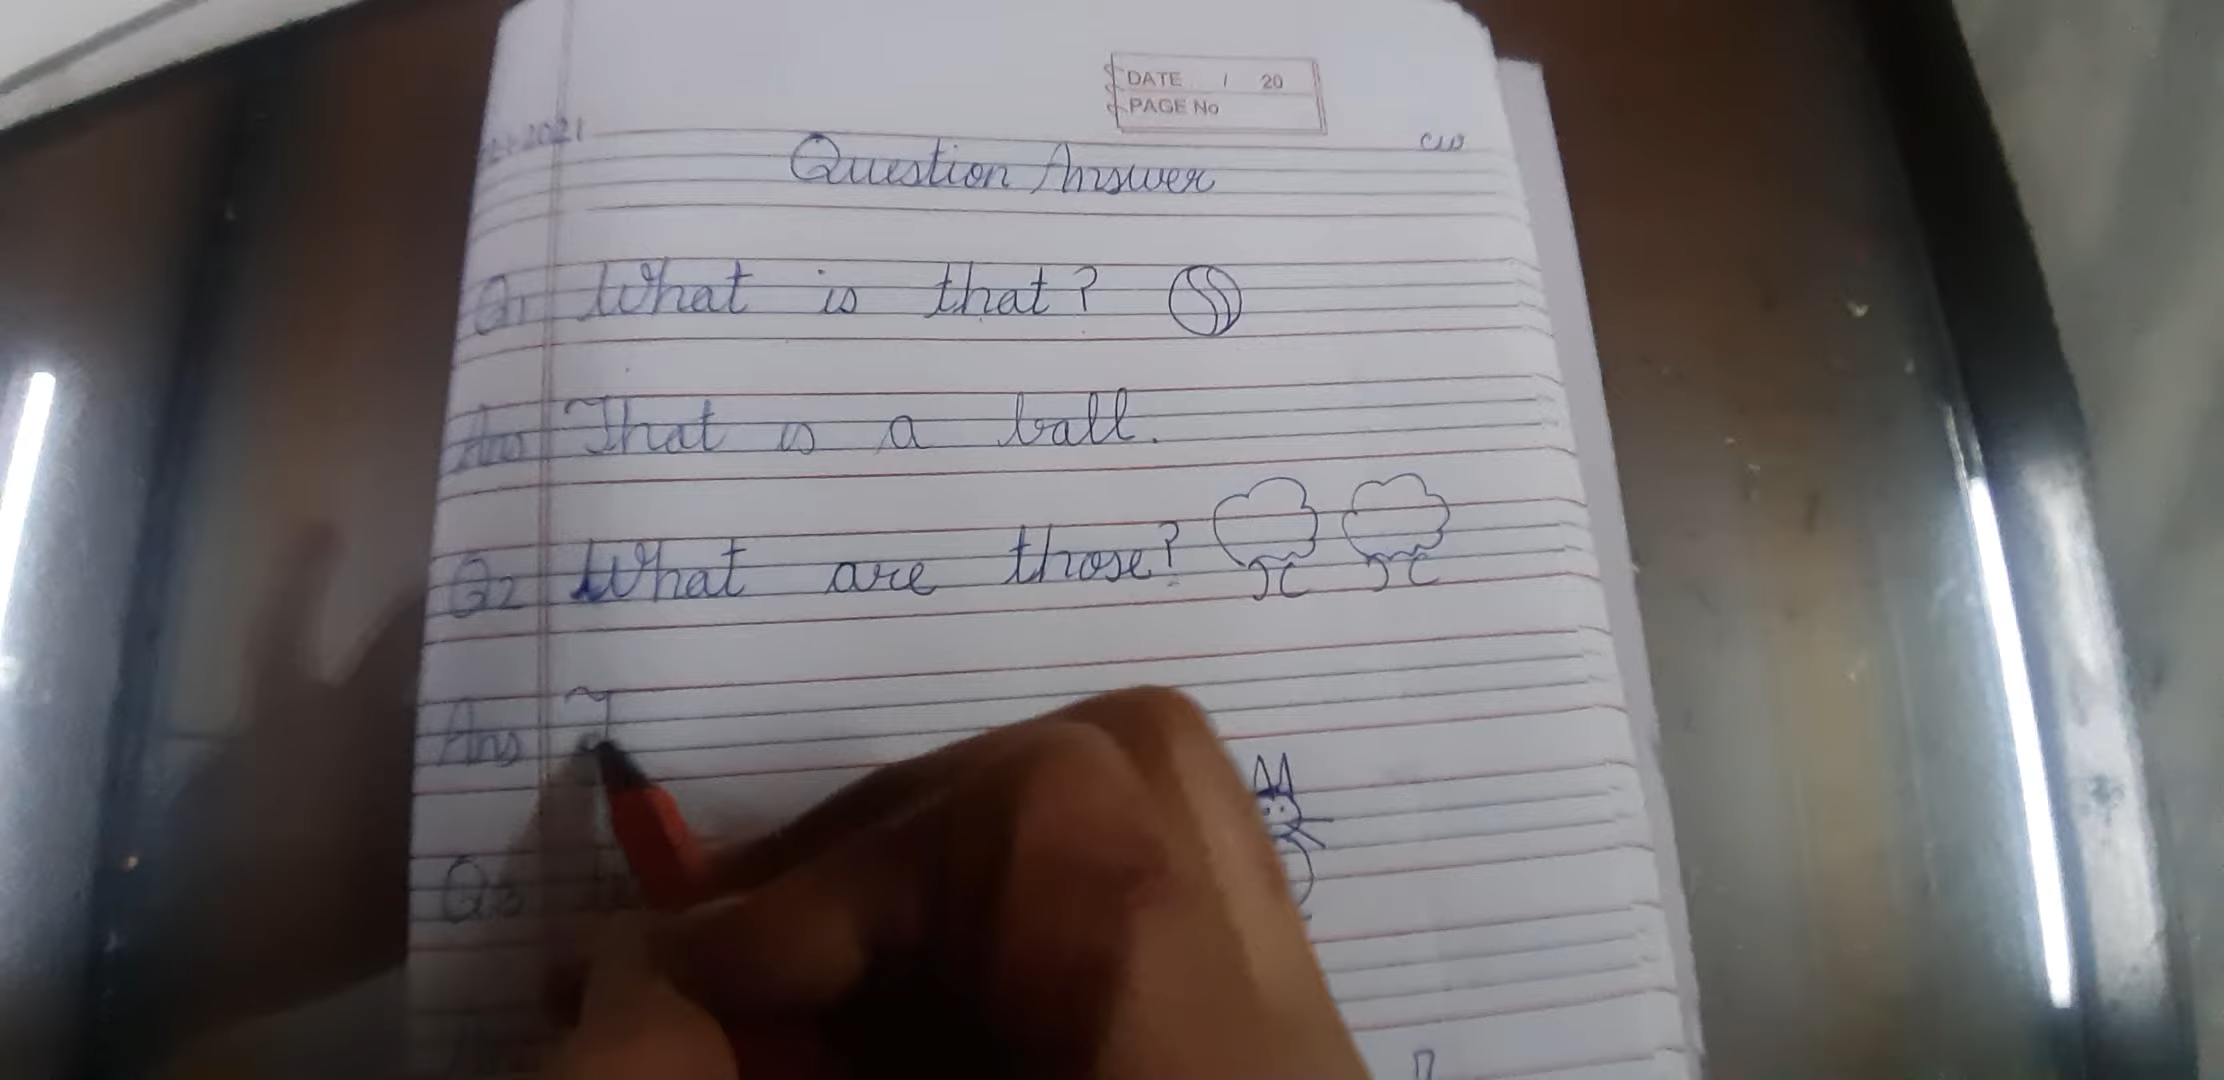 DATE / 20
PAGE No
2021 CW
Question Answer
Q1 What is that?
Ans That is a ball.
Q2 What are those?
Ans T
Q3